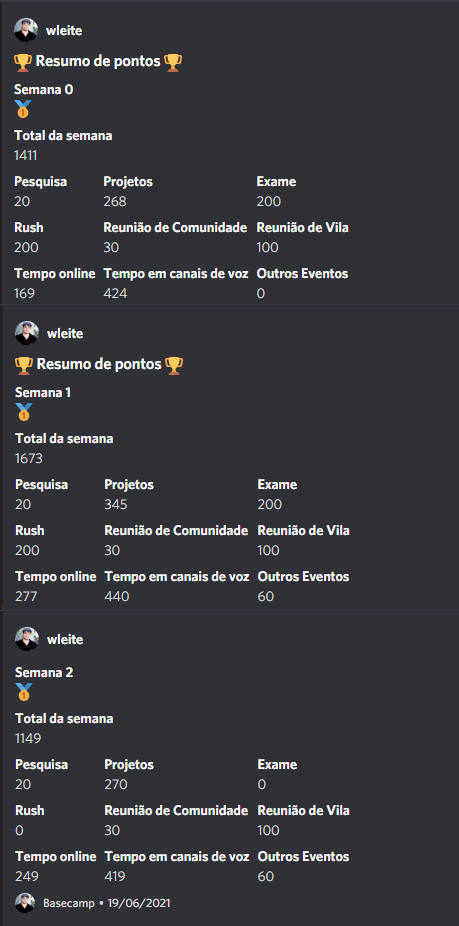 wleite
🏆 Resumo de pontos 🏆
Semana 0
🥇
Total da semana
1411
Pesquisa Projetos Exame
20 268 200
Rush Reunião de Comunidade Reunião de Vila
200 30 100
Tempo online Tempo em canais de voz Outros Eventos
169 424 0
wleite
🏆 Resumo de pontos 🏆
Semana 1
🥇
Total da semana
1673
Pesquisa Projetos Exame
20 345 200
Rush Reunião de Comunidade Reunião de Vila
200 30 100
Tempo online Tempo em canais de voz Outros Eventos
277 440 60
wleite
Semana 2
🥇
Total da semana
1149
Pesquisa Projetos Exame
20 270 0
Rush Reunião de Comunidade Reunião de Vila
0 30 100
Tempo online Tempo em canais de voz Outros Eventos
249 419 60
Basecamp • 19/06/2021